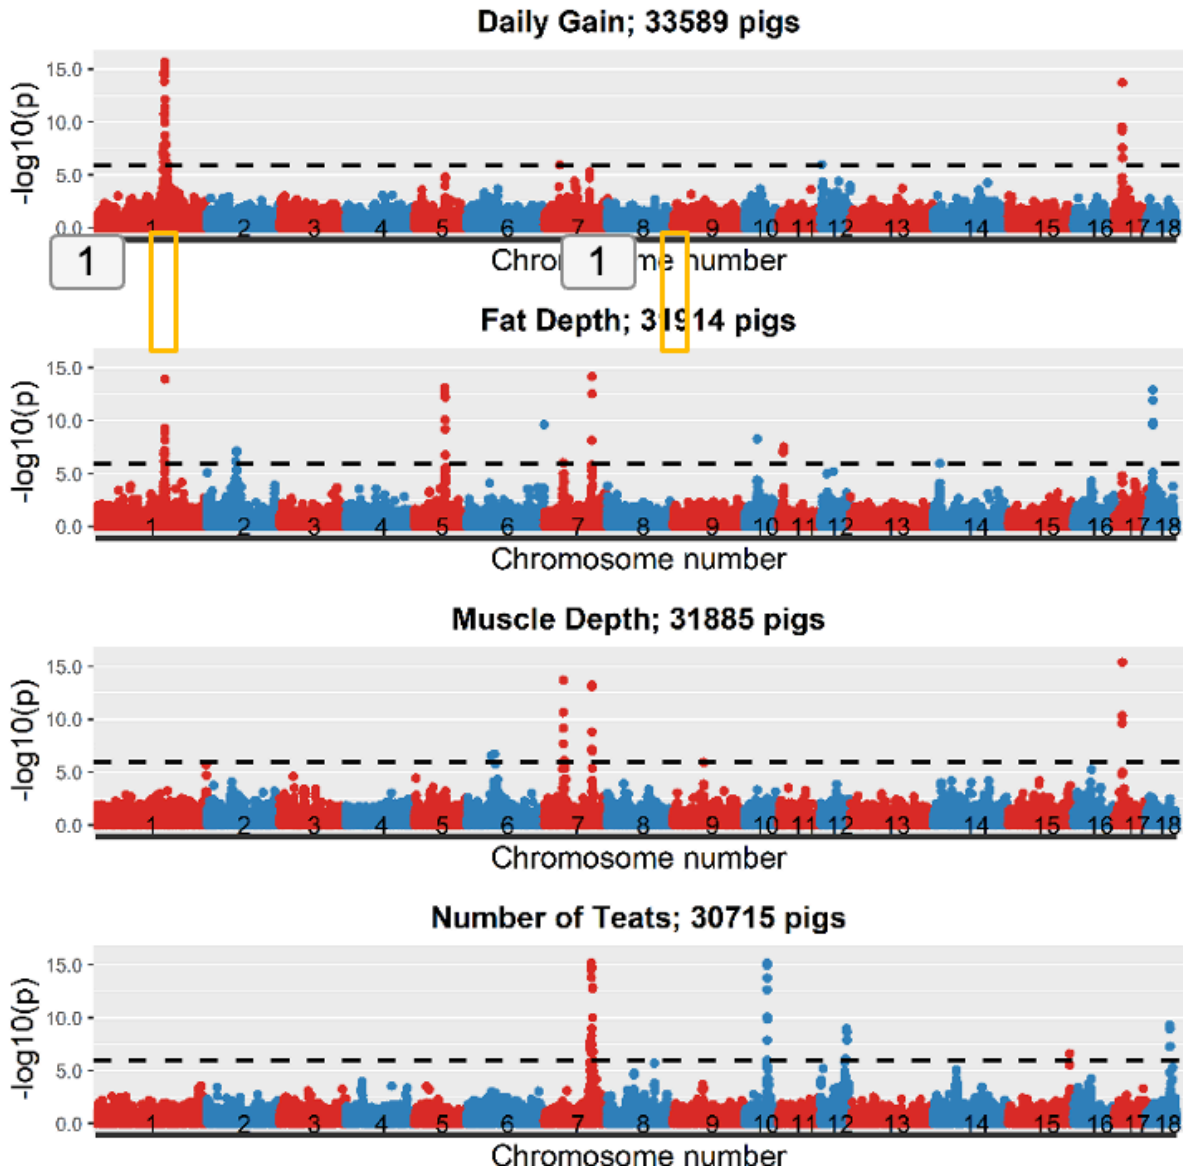 Daily Gain; 33589 pigs
15.0
10.0
5.0
0.0
-log10(p)
1 2 3 4 5 6 7 8 9 10 11 12 13 14 15 16 17 18
1
1
Chro me number
Fat Depth; 31914 pigs
15.0
10.0
5.0
0.0
-log10(p)
1 2 3 4 5 6 7 8 9 10 11 12 13 14 15 16 17 18
Chromosome number
Muscle Depth; 31885 pigs
15.0
10.0
5.0
0.0
-log10(p)
1 2 3 4 5 6 7 8 9 10 11 12 13 14 15 16 17 18
Chromosome number
Number of Teats; 30715 pigs
15.0
10.0
5.0
0.0
-log10(p)
1 2 3 4 5 6 7 8 9 10 11 12 13 14 15 16 17 18
Chromosome number